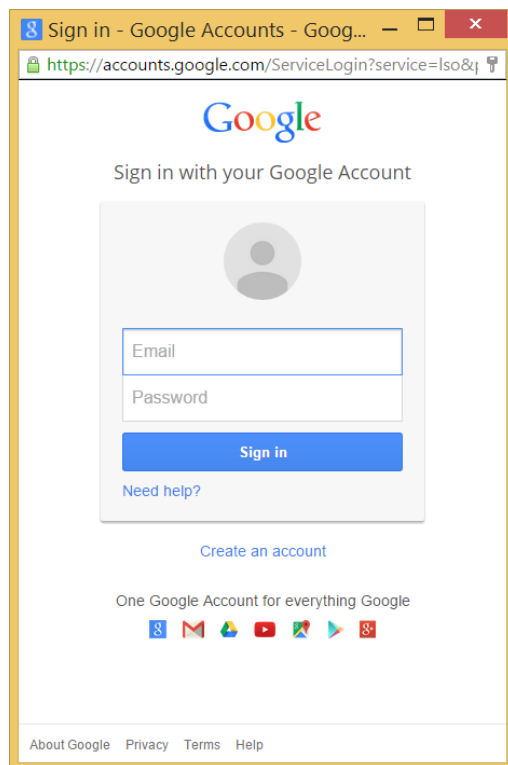 Sign in - Google Accounts - Goog...
https://accounts.google.com/ServiceLogin?service=lso&
Google
Sign in with your Google Account
Email
Password
Sign in
Need help?
Create an account
One Google Account for everything Google
About Google Privacy Terms Help